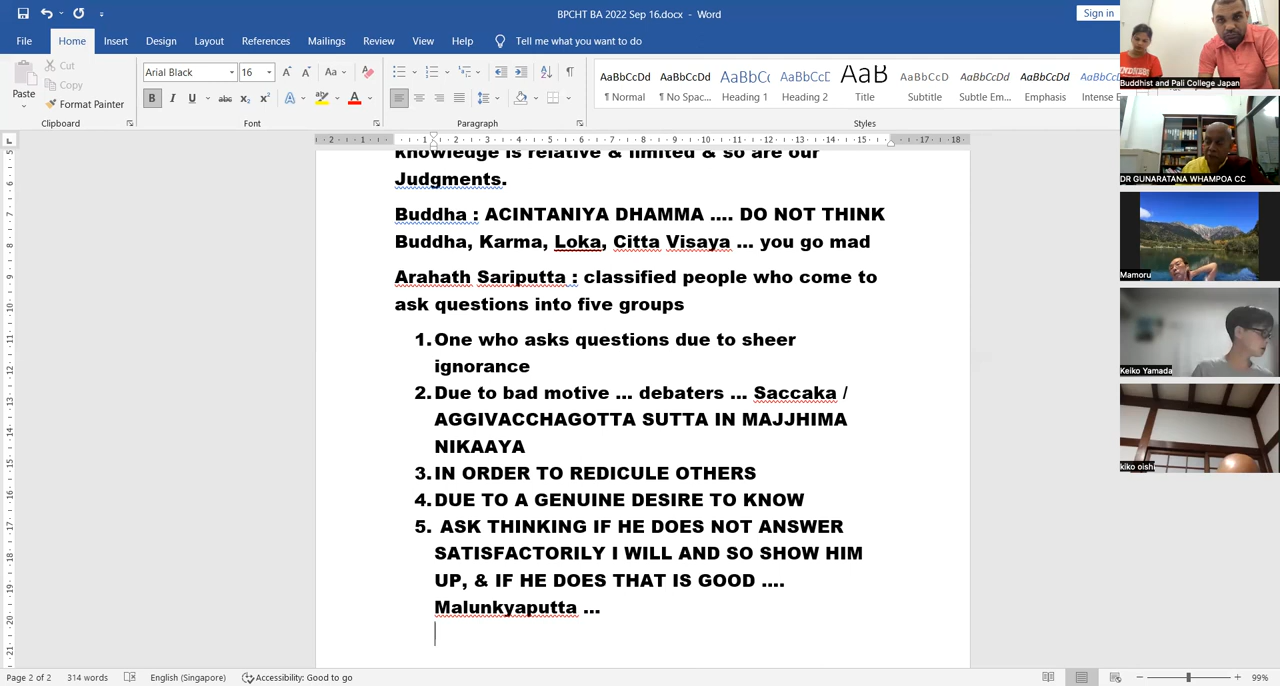 BPCHT BA 2022 Sep 16.docx - Word
Sign in
File Home Insert Design Layout References Mailings Review View Help Tell me what you want to do
Paste
Cut
Copy
Format Painter
Arial Black 16
Aa
B I U abc x₂ x²
AaBbCcDd AaBbCcDd AaBbCc AaBbCcD AaB AaBbCcD AaBbCcDd AaBbCcDd AaBbCcD
¶ Normal ¶ No Spac... Heading 1 Heading 2 Title Subtitle Subtle Em... Emphasis Intense E
Clipboard Font Paragraph Styles
knowledge is relative & limited & so are our
Judgments.
Buddha : ACINTANIYA DHAMMA .... DO NOT THINK
Buddha, Karma, Loka, Citta Visaya ... you go mad
Arahath Sariputta : classified people who come to
ask questions into five groups
1. One who asks questions due to sheer
ignorance
2. Due to bad motive ... debaters ... Saccaka /
AGGIVACCHAGOTTA SUTTA IN MAJJHIMA
NIKAAYA
3. IN ORDER TO REDICULE OTHERS
4. DUE TO A GENUINE DESIRE TO KNOW
5. ASK THINKING IF HE DOES NOT ANSWER
SATISFACTORILY I WILL AND SO SHOW HIM
UP, & IF HE DOES THAT IS GOOD ....
Malunkyaputta ...
Page 2 of 2 314 words English (Singapore) Accessibility: Good to go 99%
Buddhist and Pali College Japan
DR GUNARATANA WHAMPOA CC
Mamoru
Keiko Yamada
kiko oishi